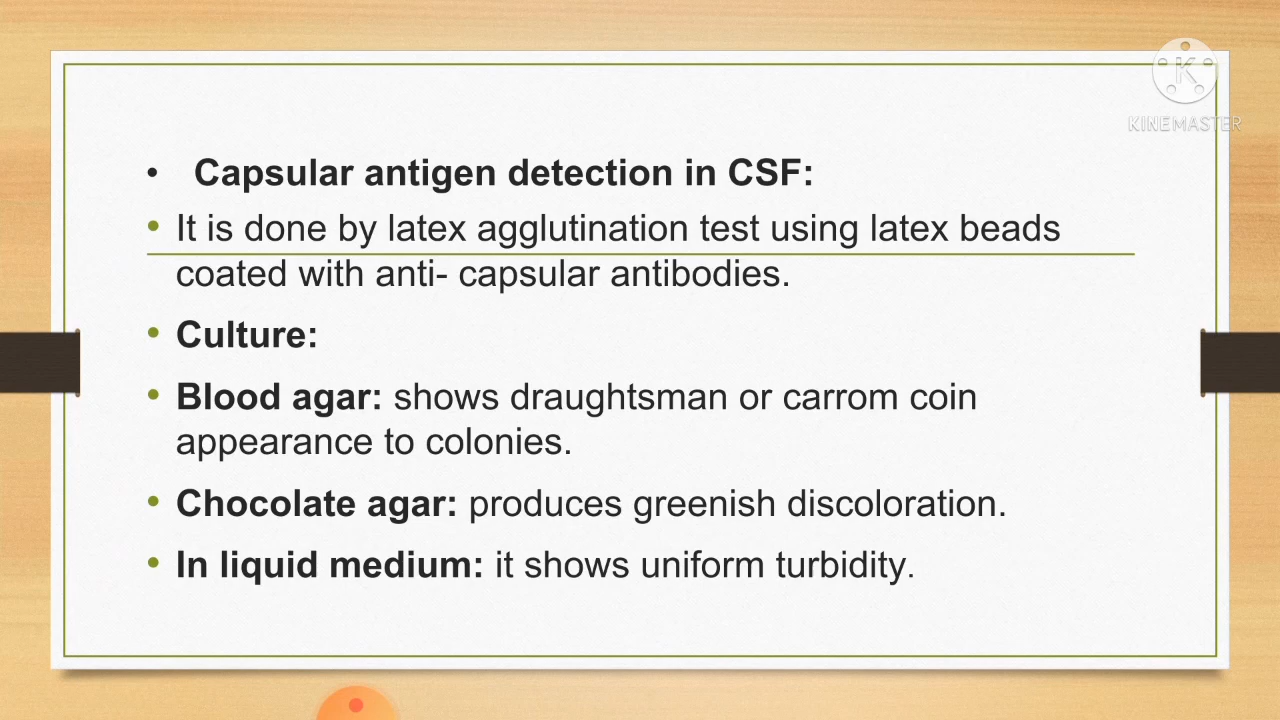 K
KINEMASTER
• Capsular antigen detection in CSF:
• It is done by latex agglutination test using latex beads
coated with anti- capsular antibodies.
• Culture:
• Blood agar: shows draughtsman or carrom coin
appearance to colonies.
• Chocolate agar: produces greenish discoloration.
• In liquid medium: it shows uniform turbidity.